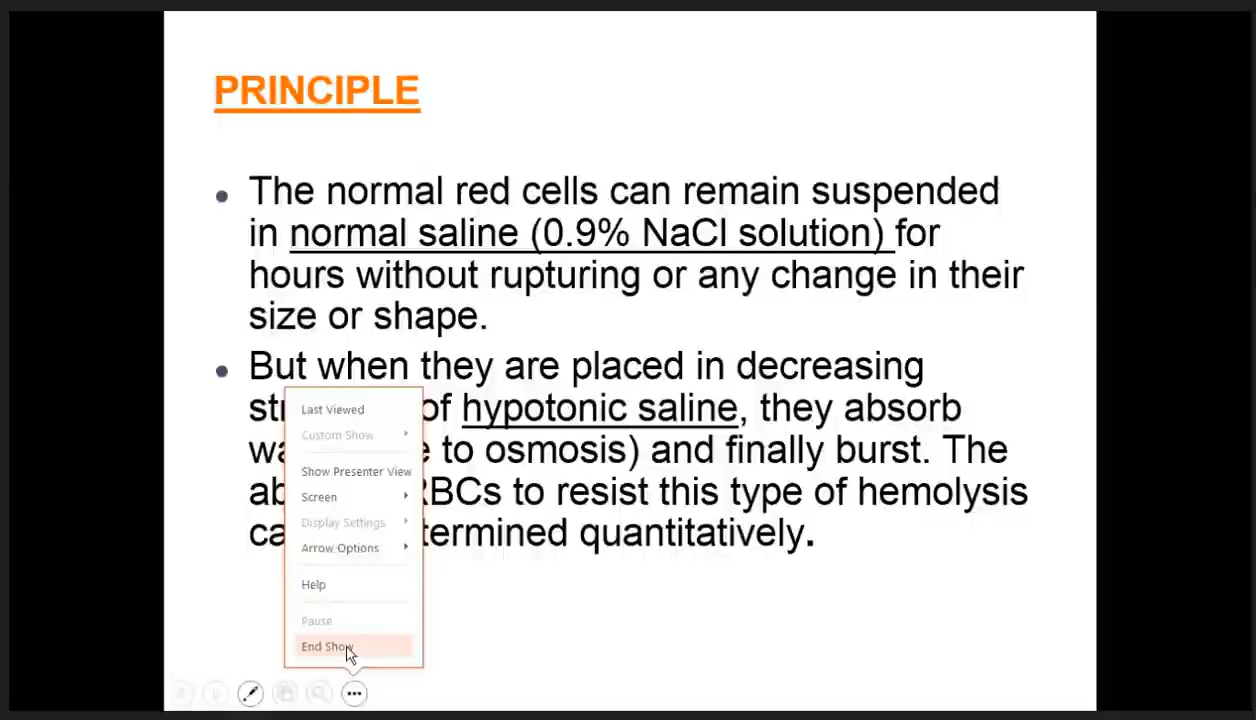 PRINCIPLE
• The normal red cells can remain suspended
in normal saline (0.9% NaCl solution) for
hours without rupturing or any change in their
size or shape.
• But when they are placed in decreasing
of hypotonic saline, they absorb
to osmosis) and finally burst. The
RBCs to resist this type of hemolysis
quantitatively.
Last Viewed
Custom Show
Show Presenter View
Screen
Display Settings
Arrow Options
Help
Pause
End Show